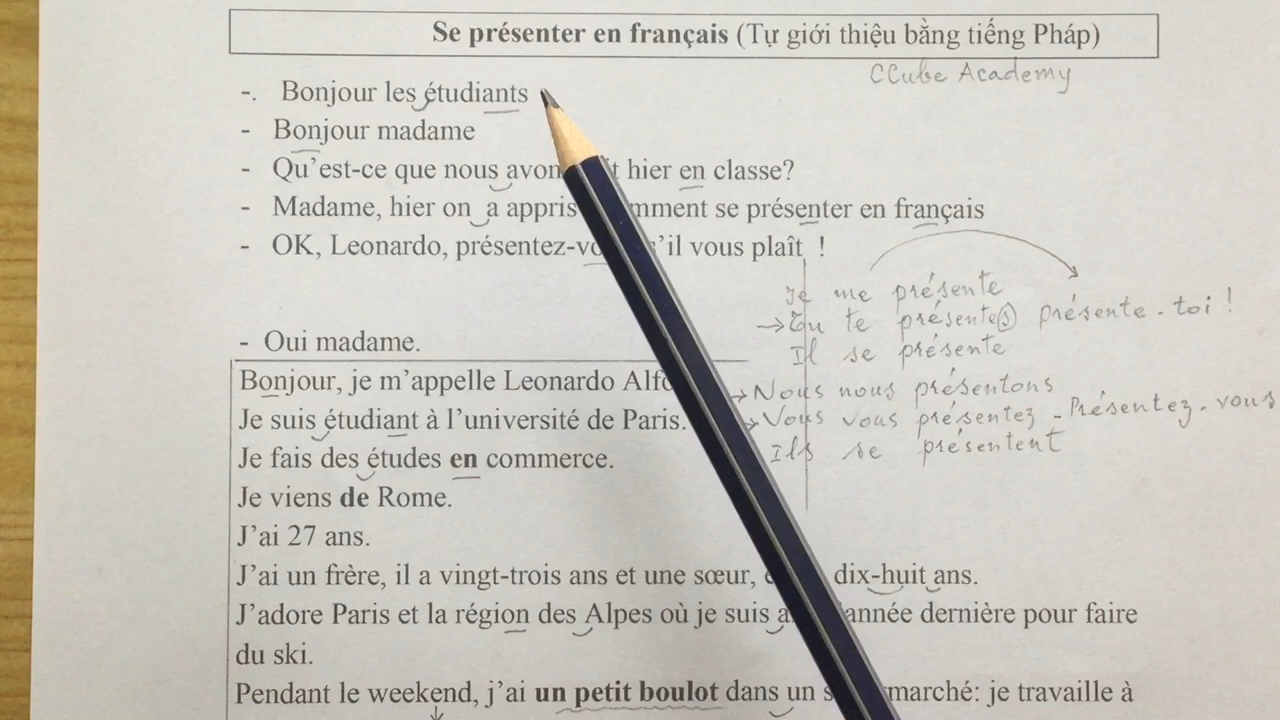 Se présenter en français (Tự giới thiệu bằng tiếng Pháp)
CCube Academy
-. Bonjour les étudiants
- Bonjour madame
- Qu'est-ce que nous hier en classe?
- Madame, hier on a appris se présenter en français
- OK, Leonardo, s'il vous plaît !
Je me présente
→ Tu te présente(s) présente-toi !
Il se présente
→ Nous nous présentons
→ Vous vous présentez - Présentez-vous
Ils se présentent
- Oui madame.
Bonjour, je m'appelle Leonardo
Je suis étudiant à l'université de Paris.
Je fais des études en commerce.
Je viens de Rome.
J'ai 27 ans.
J'ai un frère, il a vingt-trois ans et une sœur, dix-huit ans.
J'adore Paris et la région des Alpes où je suis année dernière pour faire
du ski.
Pendant le weekend, j'ai un petit boulot dans un marché: je travaille à